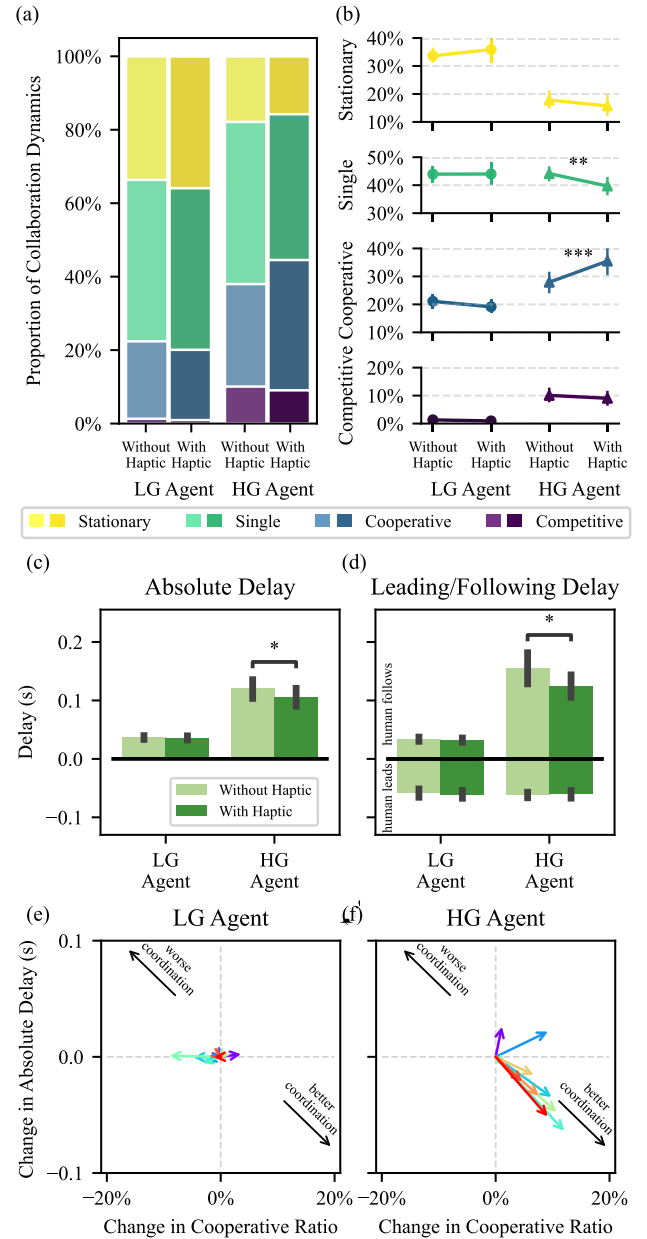 (a)
(b)
100%
80%
60%
40%
20%
0%
Proportion of Collaboration Dynamics
Without
Haptic
With
Haptic
Without
Haptic
With
Haptic
LG Agent
HG Agent
40%
30%
20%
10%
Stationary
50%
40%
30%
Single
**
40%
30%
20%
10%
Cooperative
***
20%
10%
0%
Competitive
Without
Haptic
With
Haptic
Without
Haptic
With
Haptic
LG Agent
HG Agent
Stationary
Single
Cooperative
Competitive
(c)
(d)
Absolute Delay
Leading/Following Delay
0.2
0.1
0.0
−0.1
Delay (s)
*
Without Haptic
With Haptic
LG
Agent
HG
Agent
human follows
human leads
*
LG
Agent
HG
Agent
(e)
LG Agent
(f)
HG Agent
0.1
0.0
−0.1
Change in Absolute Delay (s)
worse
coordination
better
coordination
−20%
0%
20%
Change in Cooperative Ratio
worse
coordination
better
coordination
0%
20%
Change in Cooperative Ratio